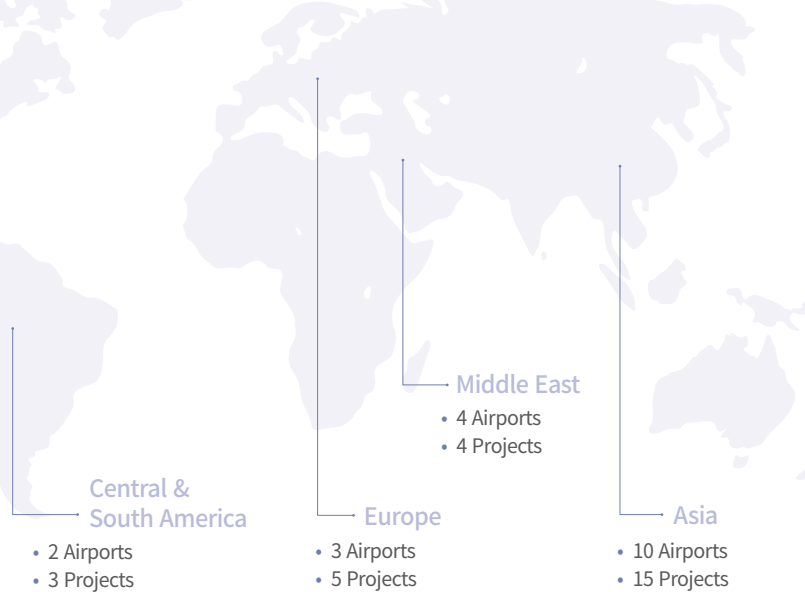 Middle East
• 4 Airports
• 4 Projects
Central &
South America
• 2 Airports
• 3 Projects
Europe
• 3 Airports
• 5 Projects
Asia
• 10 Airports
• 15 Projects